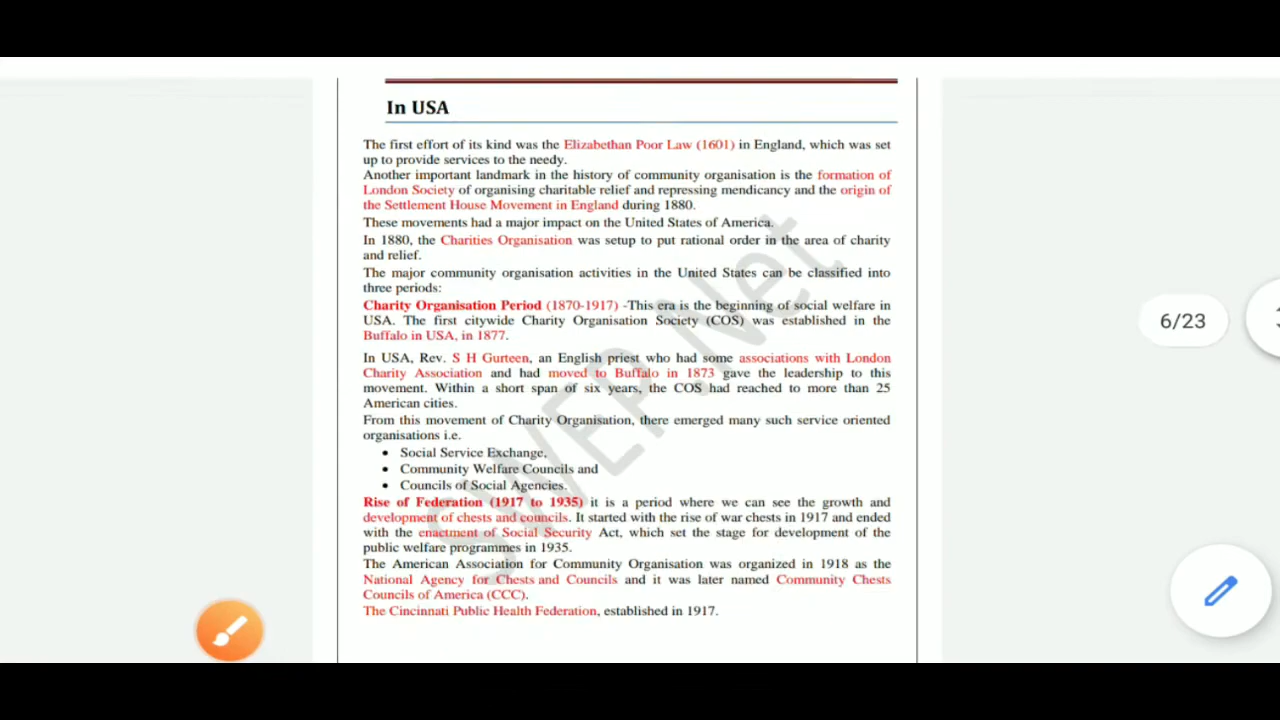 In USA
The first effort of its kind was the Elizabethan Poor Law (1601) in England, which was set
up to provide services to the needy.
Another important landmark in the history of community organisation is the formation of
London Society of organising charitable relief and repressing mendicancy and the origin of
the Settlement House Movement in England during 1880.
These movements had a major impact on the United States of America.
In 1880, the Charities Organisation was setup to put rational order in the area of charity
and relief.
The major community organisation activities in the United States can be classified into
three periods:
Charity Organisation Period (1870-1917) -This era is the beginning of social welfare in
USA. The first citywide Charity Organisation Society (COS) was established in the
Buffalo in USA, in 1877.
In USA, Rev. S H Gurteen, an English priest who had some associations with London
Charity Association and had moved to Buffalo in 1873 gave the leadership to this
movement. Within a short span of six years, the COS had reached to more than 25
American cities.
From this movement of Charity Organisation, there emerged many such service oriented
organisations i.e.
• Social Service Exchange,
• Community Welfare Councils and
• Councils of Social Agencies.
Rise of Federation (1917 to 1935) it is a period where we can see the growth and
development of chests and councils. It started with the rise of war chests in 1917 and ended
with the enactment of Social Security Act, which set the stage for development of the
public welfare programmes in 1935.
The American Association for Community Organisation was organized in 1918 as the
National Agency for Chests and Councils and it was later named Community Chests
Councils of America (CCC).
The Cincinnati Public Health Federation, established in 1917.
SWEP Net
6/23